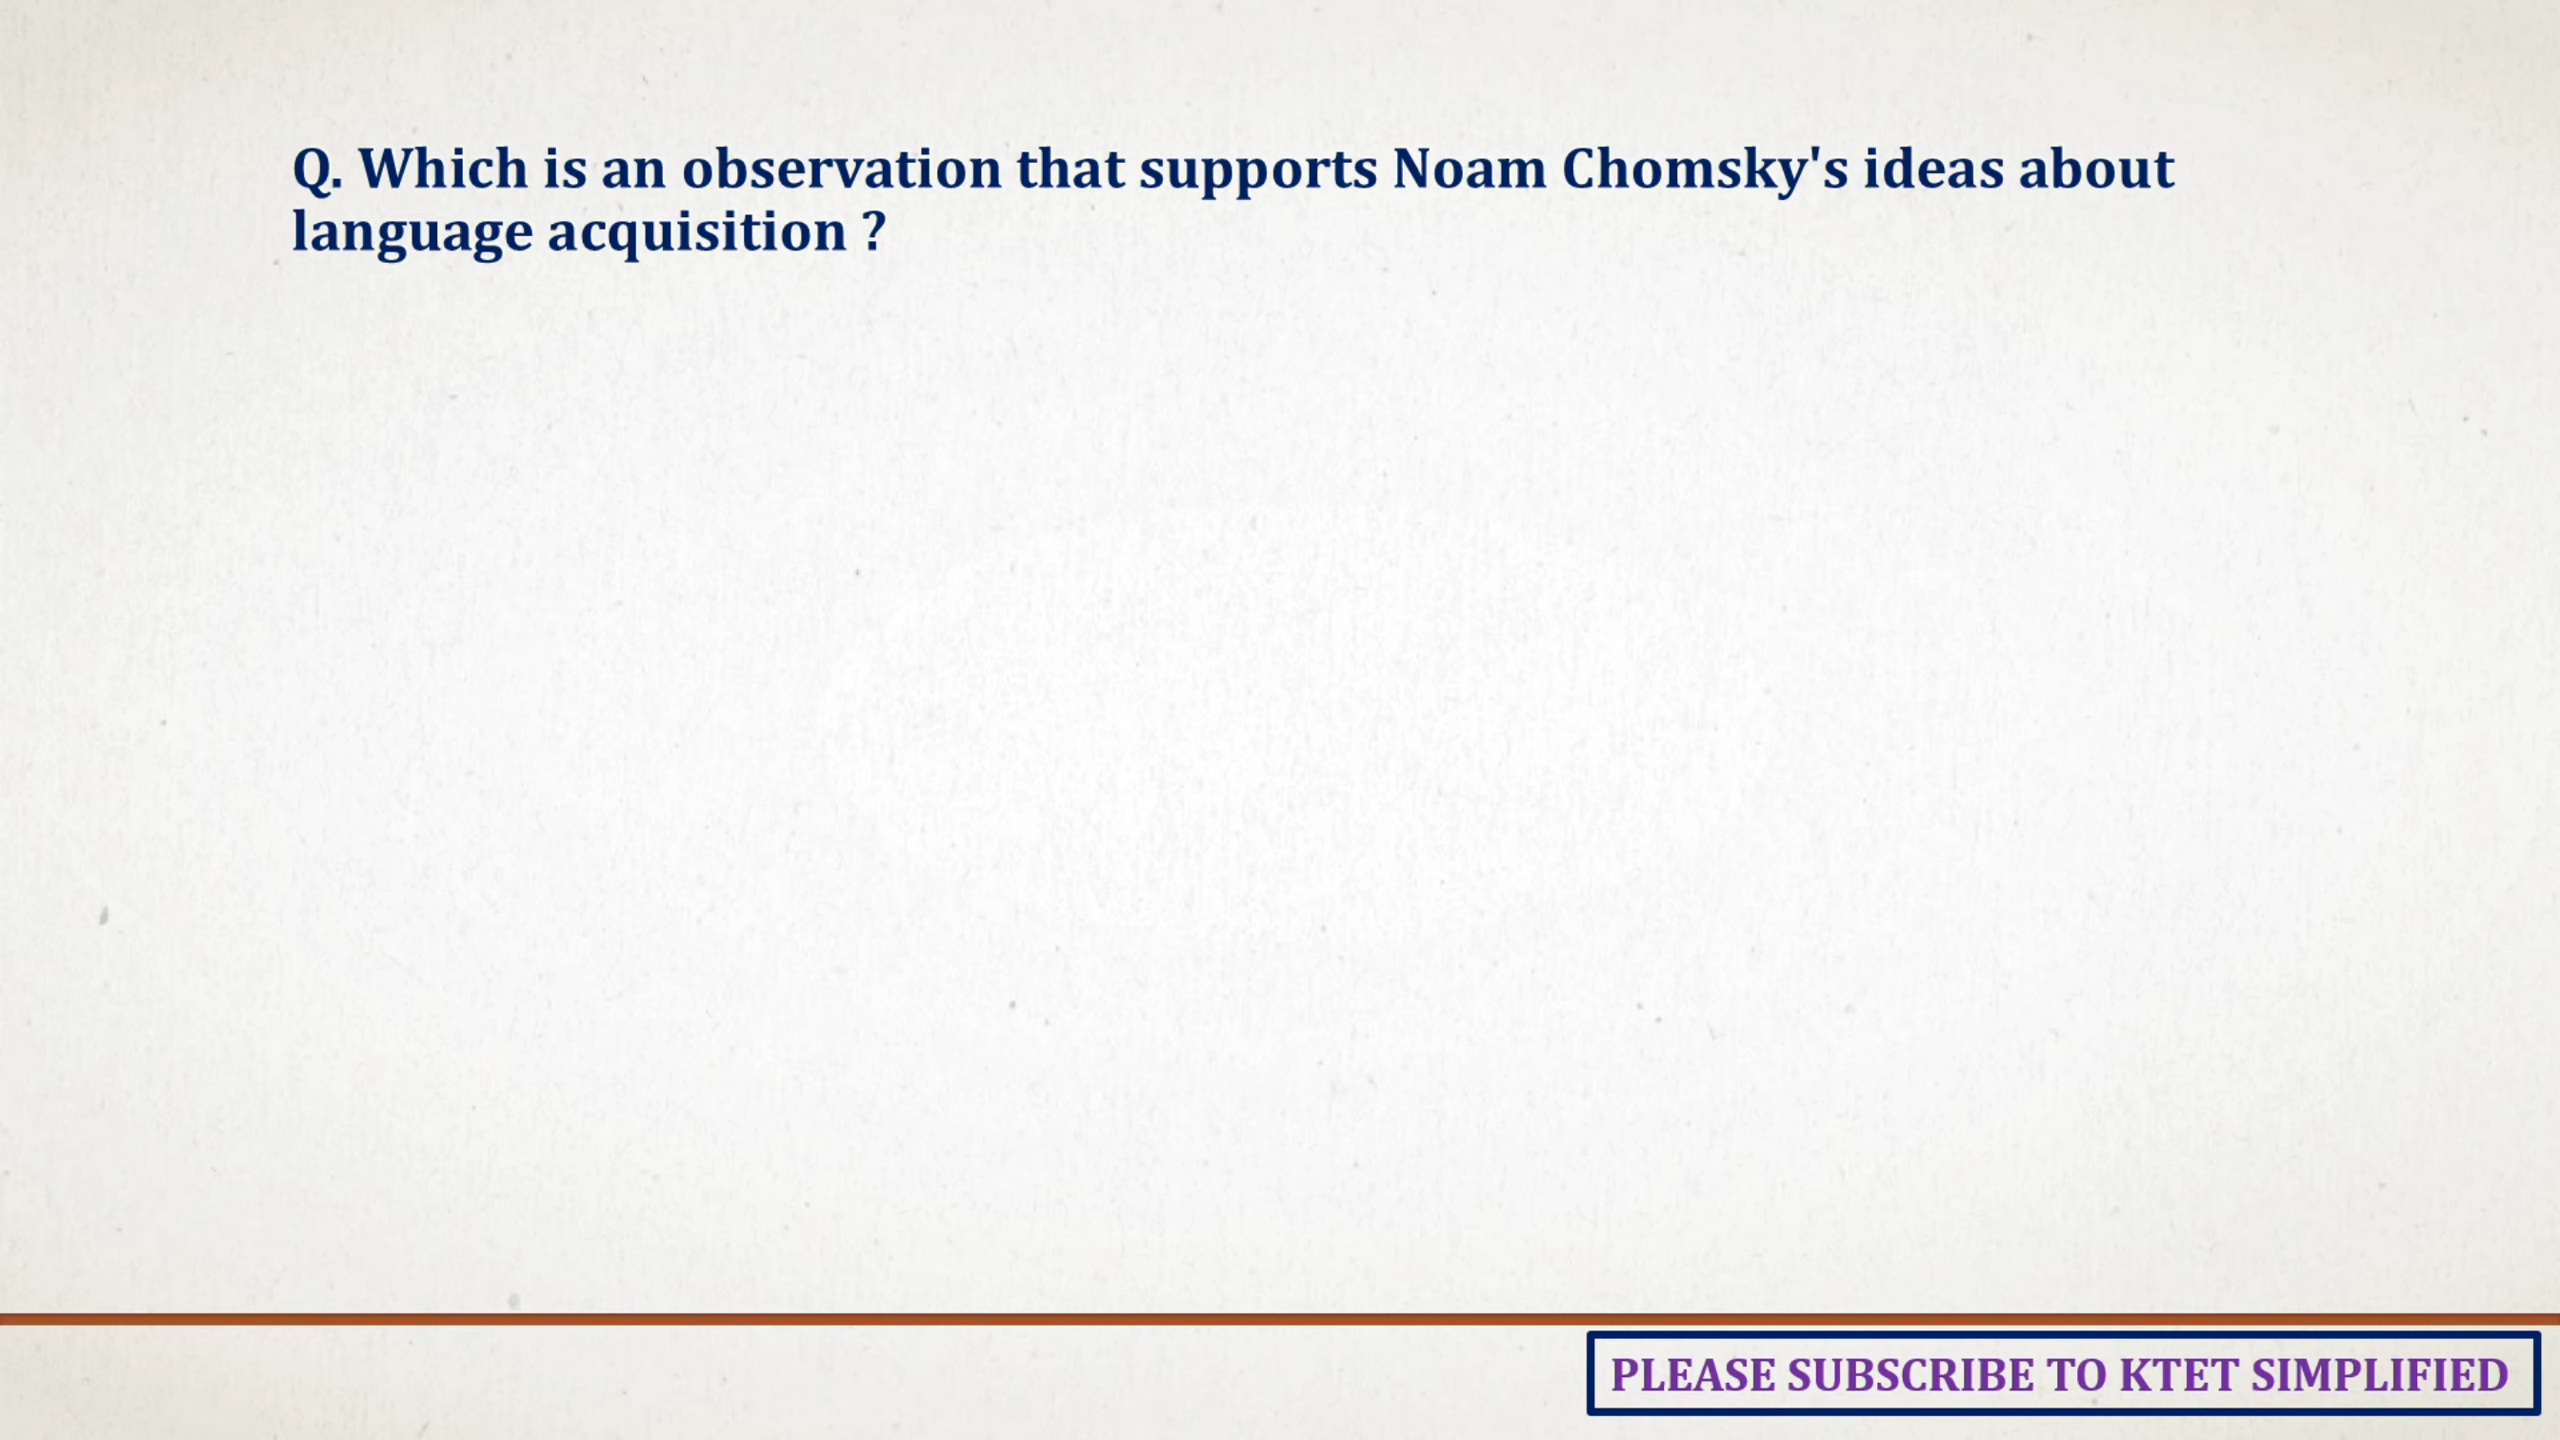 Q. Which is an observation that supports Noam Chomsky's ideas about
language acquisition ?
PLEASE SUBSCRIBE TO KTET SIMPLIFIED